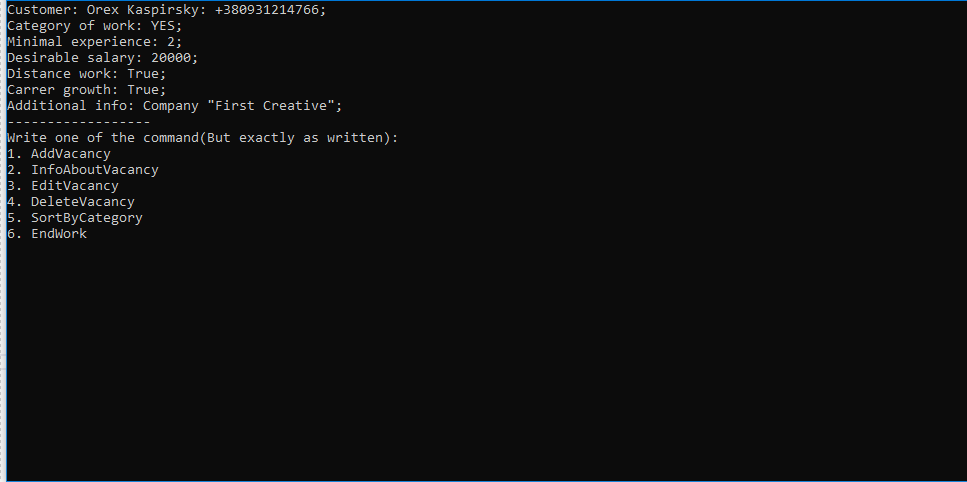 Customer: Orex Kaspirsky: +380931214766;
Category of work: YES;
Minimal experience: 2;
Desirable salary: 20000;
Distance work: True;
Carrer growth: True;
Additional info: Company "First Creative";
------------------
Write one of the command(But exactly as written):
1. AddVacancy
2. InfoAboutVacancy
3. EditVacancy
4. DeleteVacancy
5. SortByCategory
6. EndWork